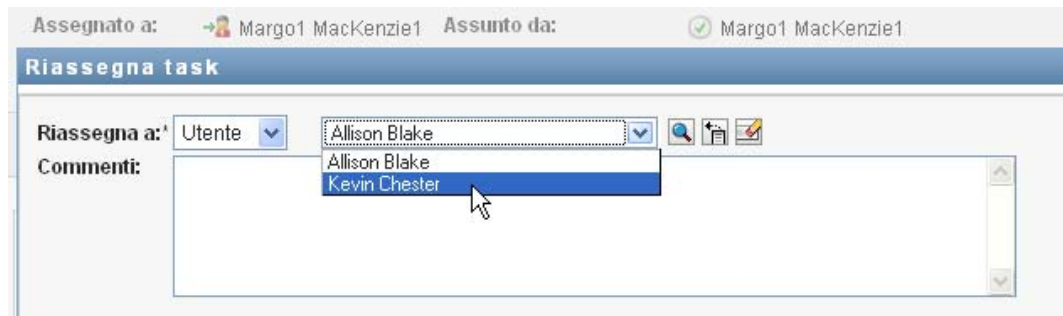 Assegnato a: Margo1 MacKenzie1 Assunto da: Margo1 MacKenzie1
Riassegna task
Riassegna a:* Utente Allison Blake
Allison Blake
Commenti:
Kevin Chester